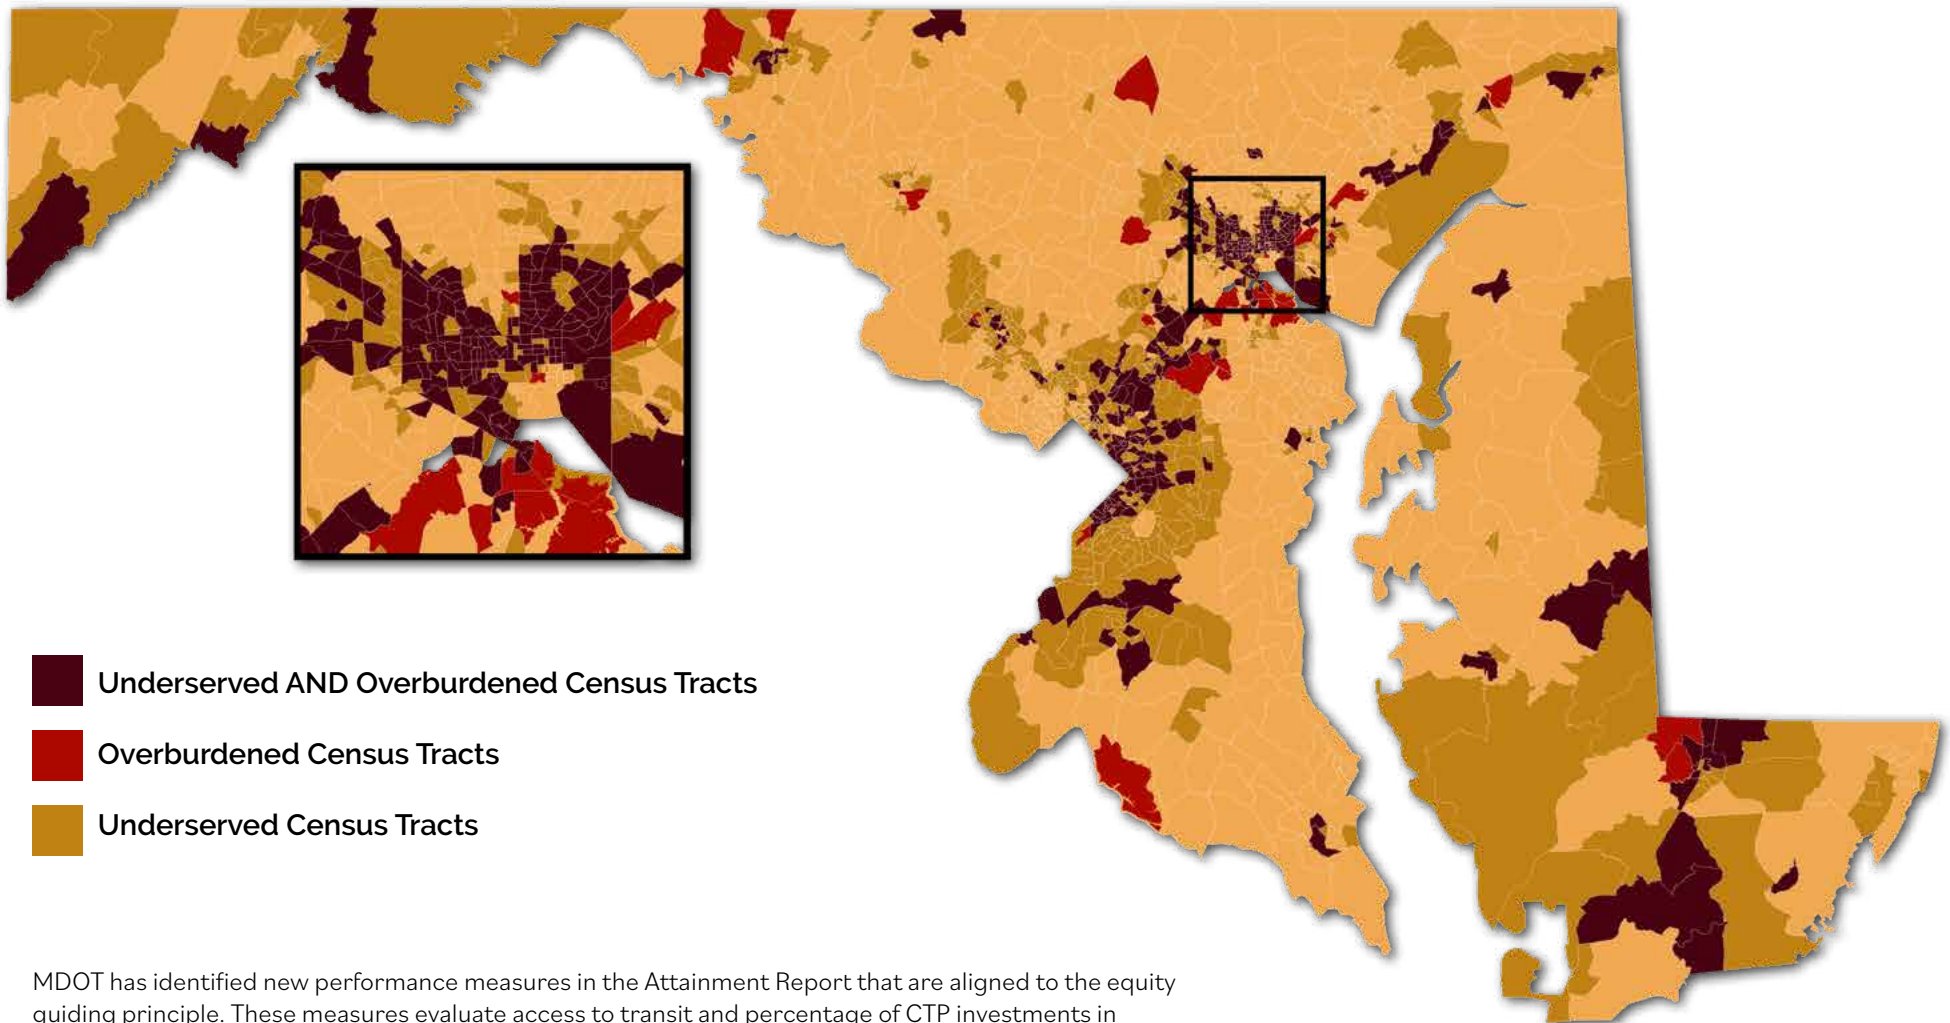 Underserved AND Overburdened Census Tracts
Overburdened Census Tracts
Underserved Census Tracts
MDOT has identified new performance measures in the Attainment Report that are aligned to the equity
guiding principle. These measures evaluate access to transit and percentage of CTP investments in